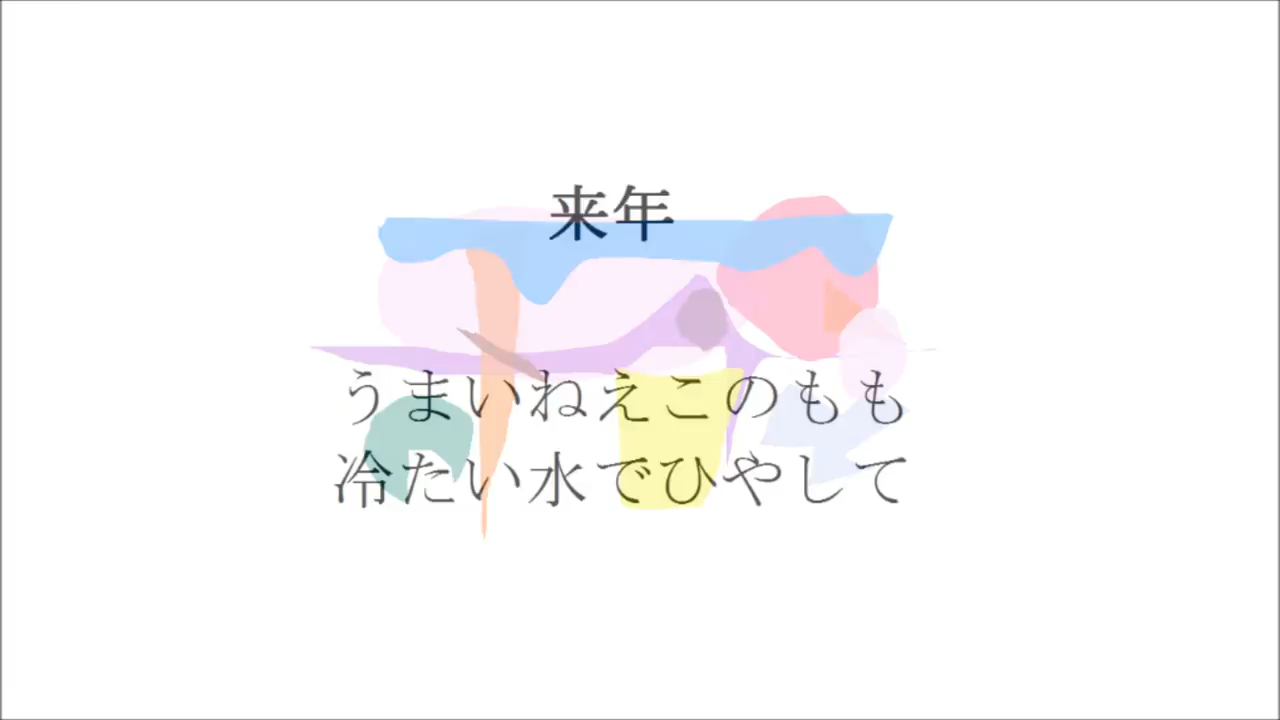 来年
うまいねえこのもも
冷たい水でひやして